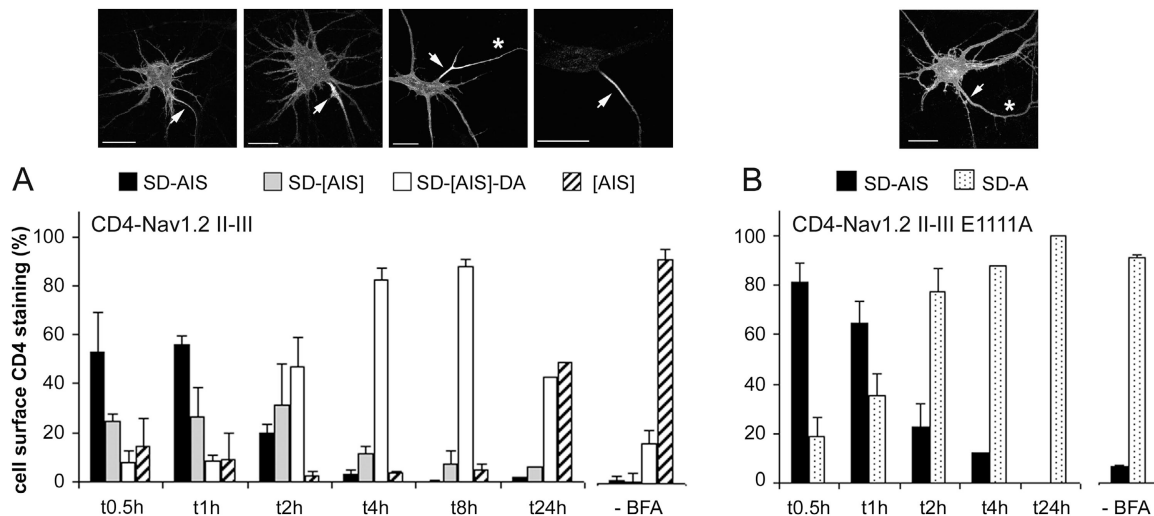 *
*
A
SD-AIS
SD-[AIS]
SD-[AIS]-DA
[AIS]
B
SD-AIS
SD-A
CD4-Nav1.2 II-III
CD4-Nav1.2 II-III E1111A
cell surface CD4 staining (%)
100
80
60
40
20
0
t0.5h
t1h
t2h
t4h
t8h
t24h
- BFA
100
80
60
40
20
0
t0.5h
t1h
t2h
t4h
t24h
- BFA